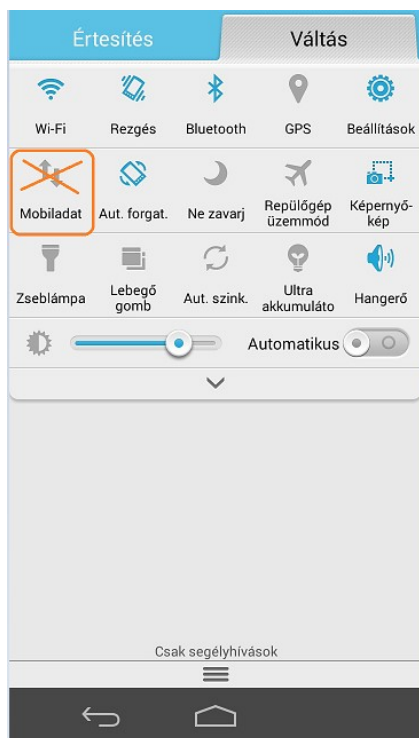 Értesítés Váltás
Wi-Fi Rezgés Bluetooth GPS Beállítások
Mobiladat Aut. forgat. Ne zavarj Repülőgép üzemmód Képernyő-kép
Zseblámpa Lebegő gomb Aut. szink. Ultra akkumuláto Hangerő
Automatikus
Csak segélyhívások